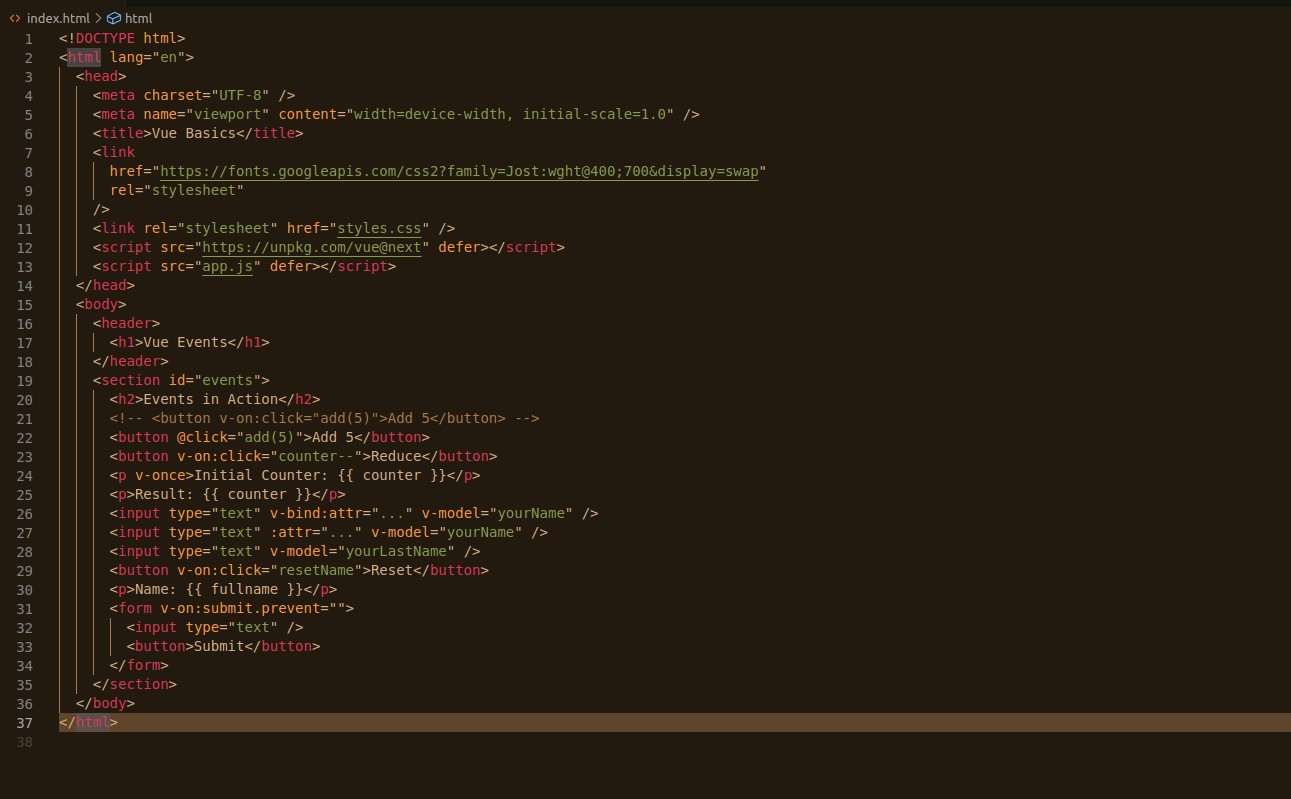 index.html > html
1 <!DOCTYPE html>
2 <html lang="en">
3   <head>
4     <meta charset="UTF-8" />
5     <meta name="viewport" content="width=device-width, initial-scale=1.0" />
6     <title>Vue Basics</title>
7     <link
8       href="https://fonts.googleapis.com/css2?family=Jost:wght@400;700&display=swap"
9       rel="stylesheet"
10     />
11     <link rel="stylesheet" href="styles.css" />
12     <script src="https://unpkg.com/vue@next" defer></script>
13     <script src="app.js" defer></script>
14   </head>
15   <body>
16     <header>
17       <h1>Vue Events</h1>
18     </header>
19     <section id="events">
20       <h2>Events in Action</h2>
21       <!-- <button v-on:click="add(5)">Add 5</button> -->
22       <button @click="add(5)">Add 5</button>
23       <button v-on:click="counter--">Reduce</button>
24       <p v-once>Initial Counter: {{ counter }}</p>
25       <p>Result: {{ counter }}</p>
26       <input type="text" v-bind:attr="..." v-model="yourName" />
27       <input type="text" :attr="..." v-model="yourName" />
28       <input type="text" v-model="yourLastName" />
29       <button v-on:click="resetName">Reset</button>
30       <p>Name: {{ fullname }}</p>
31       <form v-on:submit.prevent="">
32         <input type="text" />
33         <button>Submit</button>
34       </form>
35     </section>
36   </body>
37 </html>
38